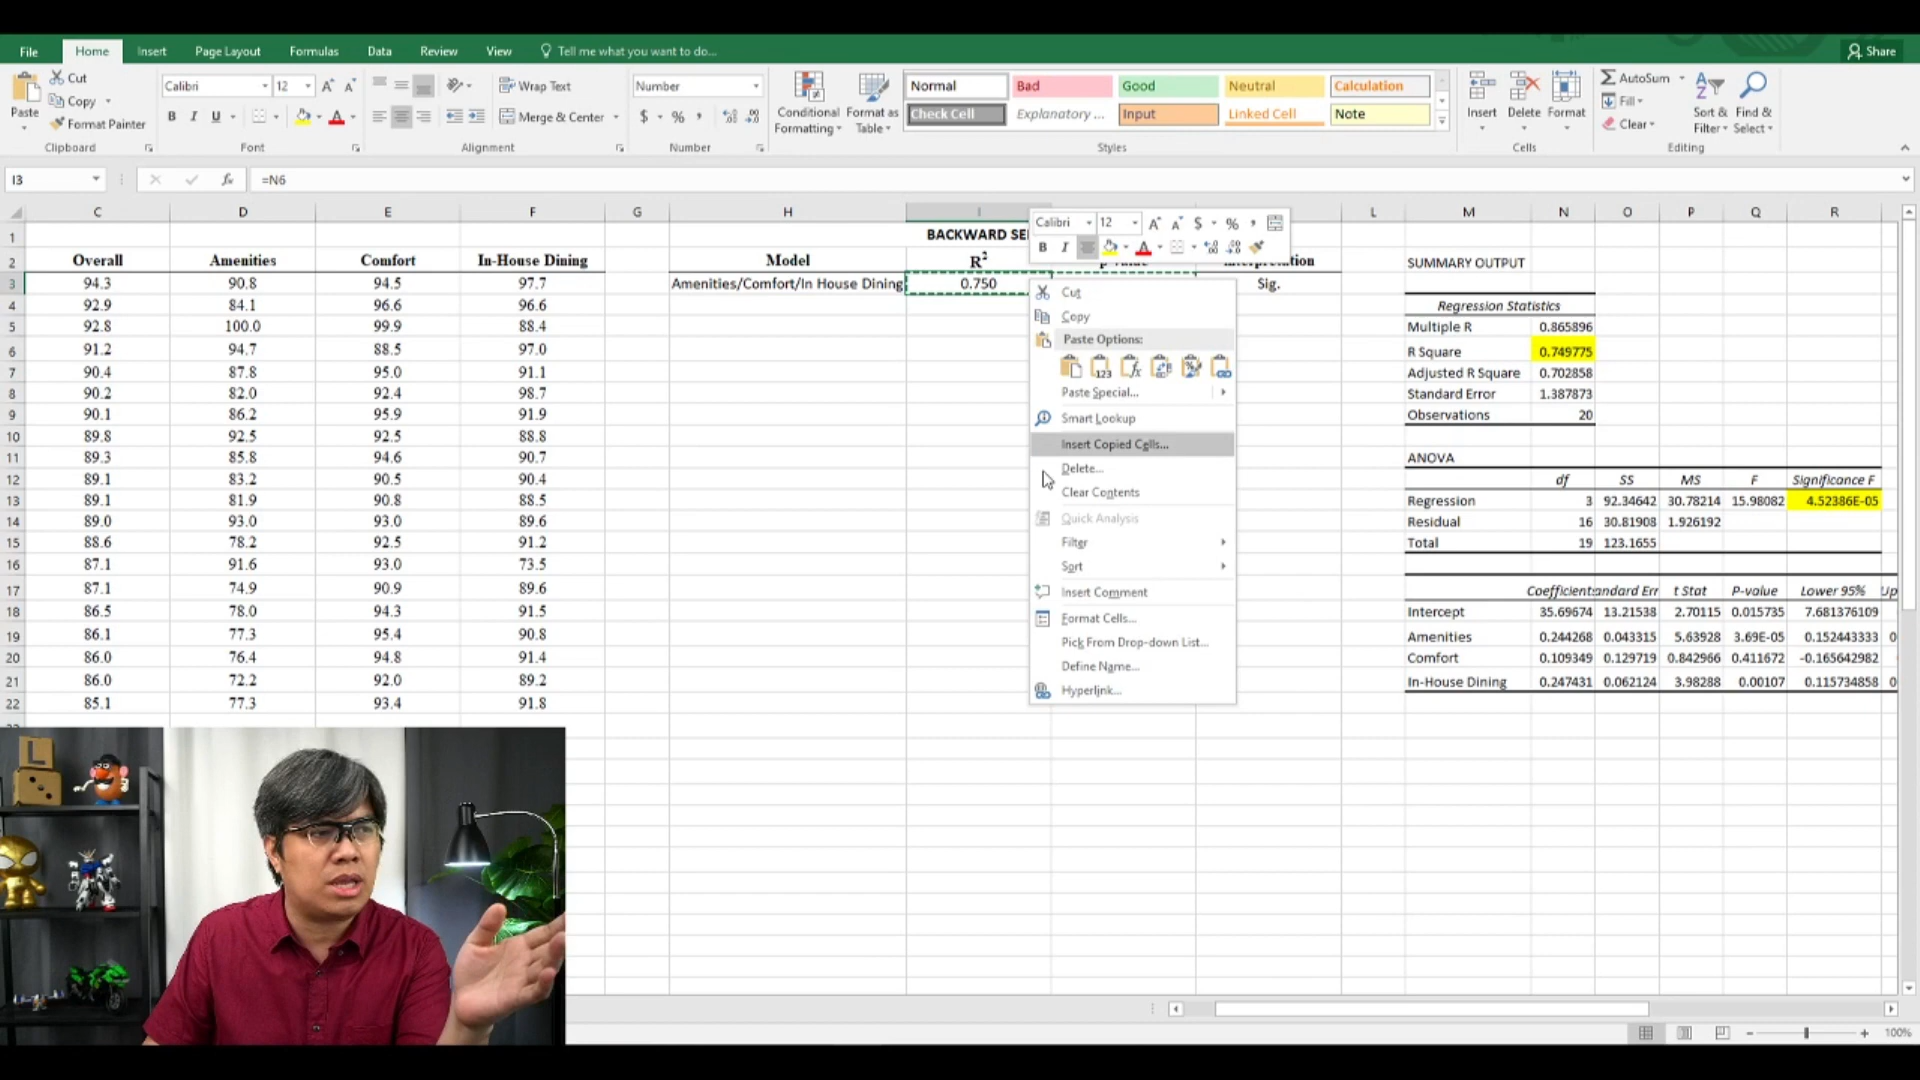 File Home Insert Page Layout Formulas Data Review View Tell me what you want to do... Share
Cut
Copy
Format Painter
Paste
Clipboard
Calibri 12
B I U
Font
Wrap Text
Merge & Center
Alignment
Number
$ % ,
Number
Conditional Formatting
Format as Table
Normal Bad Good Neutral Calculation
Check Cell Explanatory ... Input Linked Cell Note
Styles
Insert Delete Format
Cells
AutoSum
Fill
Clear
Sort & Filter
Find & Select
Editing
I3 fx =N6
C D E F G H I L M N O P Q R
1 BACKWARD SE
2 Overall Amenities Comfort In-House Dining Model R2
3 94.3 90.8 94.5 97.7 Amenities/Comfort/In House Dining 0.750 Sig.
4 92.9 84.1 96.6 96.6
5 92.8 100.0 99.9 88.4
6 91.2 94.7 88.5 97.0
7 90.4 87.8 95.0 91.1
8 90.2 82.0 92.4 98.7
9 90.1 86.2 95.9 91.9
10 89.8 92.5 92.5 88.8
11 89.3 85.8 94.6 90.7
12 89.1 83.2 90.5 90.4
13 89.1 81.9 90.8 88.5
14 89.0 93.0 93.0 89.6
15 88.6 78.2 92.5 91.2
16 87.1 91.6 93.0 73.5
17 87.1 74.9 90.9 89.6
18 86.5 78.0 94.3 91.5
19 86.1 77.3 95.4 90.8
20 86.0 76.4 94.8 91.4
21 86.0 72.2 92.0 89.2
22 85.1 77.3 93.4 91.8
Calibri 12 A A $ % ,
B I A
Cut
Copy
Paste Options:
123 fx
Paste Special...
Smart Lookup
Insert Copied Cells...
Delete...
Clear Contents
Quick Analysis
Filter
Sort
Insert Comment
Format Cells...
Pick From Drop-down List...
Define Name...
Hyperlink...
SUMMARY OUTPUT
Regression Statistics
Multiple R 0.865896
R Square 0.749775
Adjusted R Square 0.702858
Standard Error 1.387873
Observations 20
ANOVA
df SS MS F Significance F
Regression 3 92.34642 30.78214 15.98082 4.52386E-05
Residual 16 30.81908 1.926192
Total 19 123.1655
Coefficients andard Err t Stat P-value Lower 95% Up
Intercept 35.69674 13.21538 2.70115 0.015735 7.681376109
Amenities 0.244268 0.043315 5.63928 3.69E-05 0.152443333 0
Comfort 0.109349 0.129719 0.842966 0.411672 -0.165642982
In-House Dining 0.247431 0.062124 3.98288 0.00107 0.115734858 0
L
100%